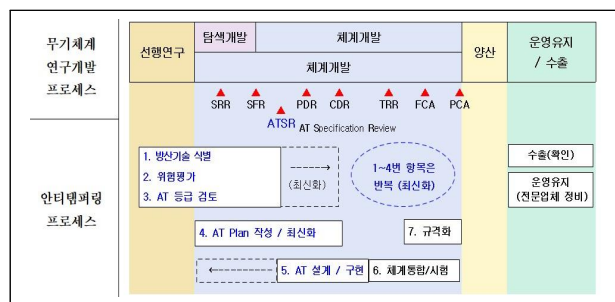 무기체계
연구개발
프로세스
선행연구
탐색개발
체계개발
체계개발
양산
운영유지
/ 수출
SRR
SFR
PDR
CDR
TRR
FCA
PCA
ATSR
AT Specification Review
안티탬퍼링
프로세스
1. 방산기술 식별
2. 위험평가
3. AT 등급 검토
(최신화)
1~4번 항목은
반복 (최신화)
수출(확인)
운영유지
(전문업체 정비)
4. AT Plan 작성 / 최신화
7. 규격화
5. AT 설계 / 구현
6. 체계통합/시험